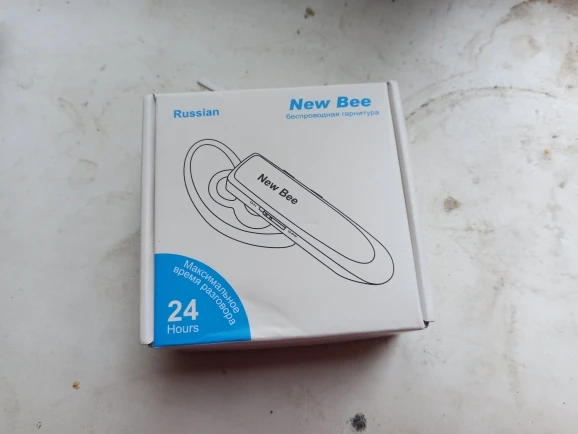 Russian
New Bee
беспроводная гарнитура
New Bee
Максимальное
время разговора
24
Hours